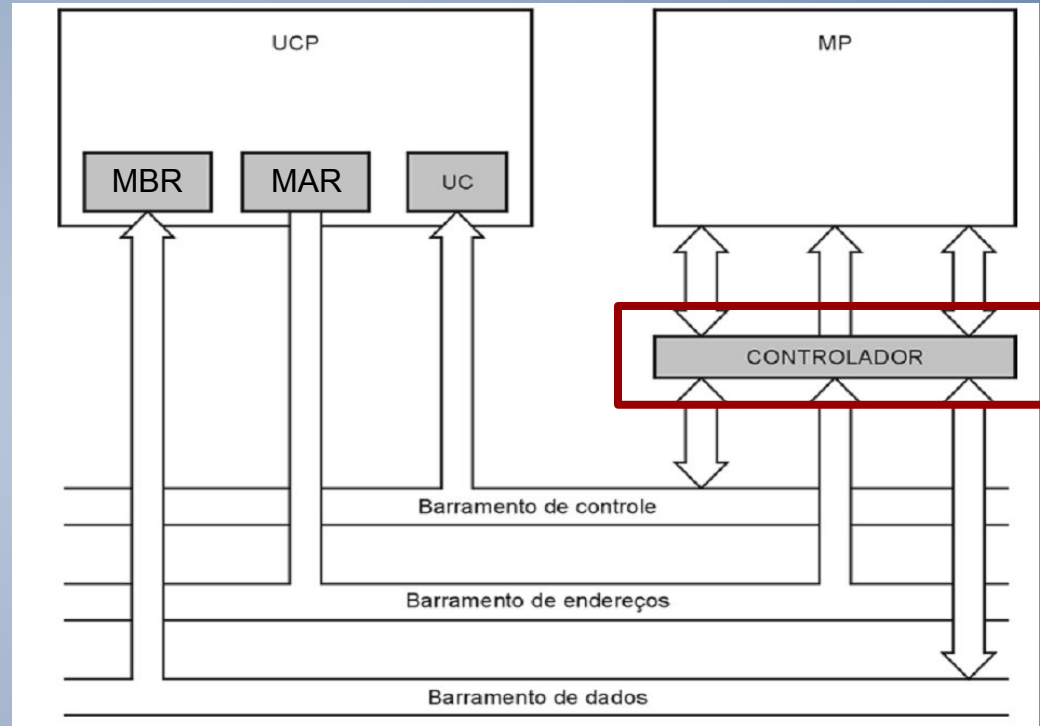 UCP
MP
MBR
MAR
UC
CONTROLADOR
Barramento de controle
Barramento de endereços
Barramento de dados